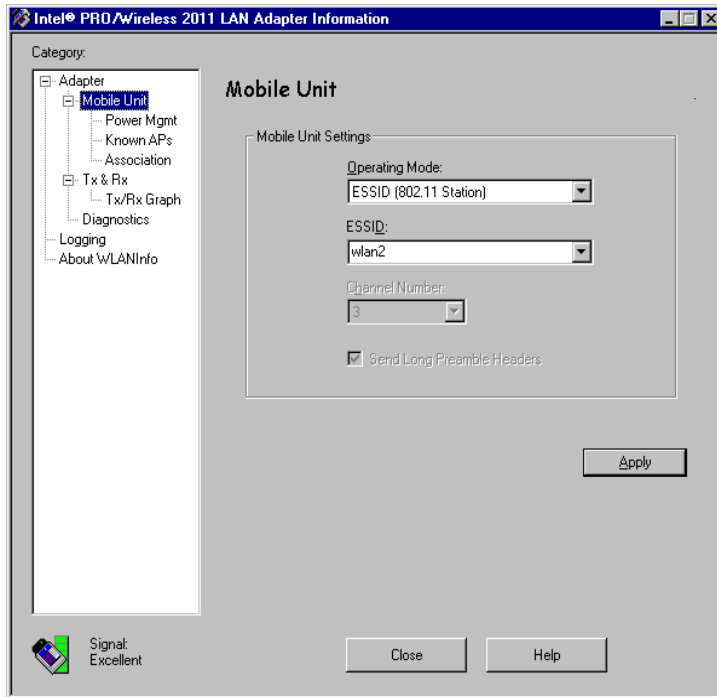 Intel® PRO/Wireless 2011 LAN Adapter Information
Category:
Adapter
Mobile Unit
Power Mgmt
Known APs
Association
Tx & Rx
Tx/Rx Graph
Diagnostics
Logging
About WLANInfo
Mobile Unit
Mobile Unit Settings
Operating Mode:
ESSID (802.11 Station)
ESSID:
wlan2
Channel Number:
3
Send Long Preamble Headers
Apply
Signal:
Excellent
Close
Help